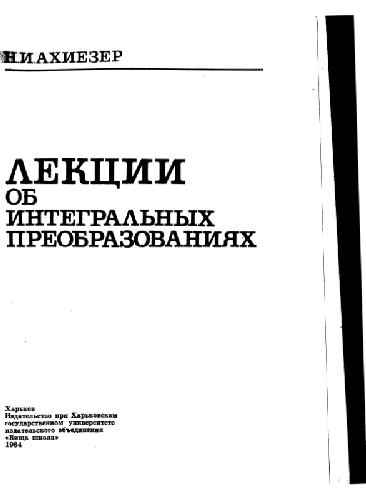 Н.И.АХИЕЗЕР
ЛЕКЦИИ
ОБ
ИНТЕГРАЛЬНЫХ
ПРЕОБРАЗОВАНИЯХ
Харьков
Издательство при Харьковском
государственном университете
издательского объединения
«Вища школа»
1984